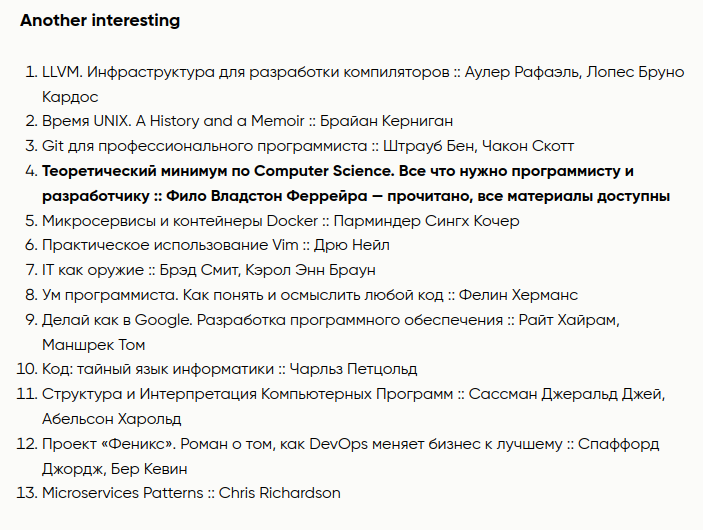 Another interesting
1. LLVM. Инфраструктура для разработки компиляторов :: Аулер Рафаэль, Лопес Бруно
Кардос
2. Время UNIX. A History and a Memoir :: Брайан Керниган
3. Git для профессионального программиста :: Штрауб Бен, Чакон Скотт
4. Теоретический минимум по Computer Science. Все что нужно программисту и
разработчику :: Фило Владстон Феррейра — прочитано, все материалы доступны
5. Микросервисы и контейнеры Docker :: Парминдер Сингх Кочер
6. Практическое использование Vim :: Дрю Нейл
7. IT как оружие :: Брэд Смит, Кэрол Энн Браун
8. Ум программиста. Как понять и осмыслить любой код :: Фелин Херманс
9. Делай как в Google. Разработка программного обеспечения :: Райт Хайрам,
Маншрек Том
10. Код: тайный язык информатики :: Чарльз Петцольд
11. Структура и Интерпретация Компьютерных Программ :: Сассман Джеральд Джей,
Абельсон Харольд
12. Проект «Феникс». Роман о том, как DevOps меняет бизнес к лучшему :: Спаффорд
Джордж, Бер Кевин
13. Microservices Patterns :: Chris Richardson